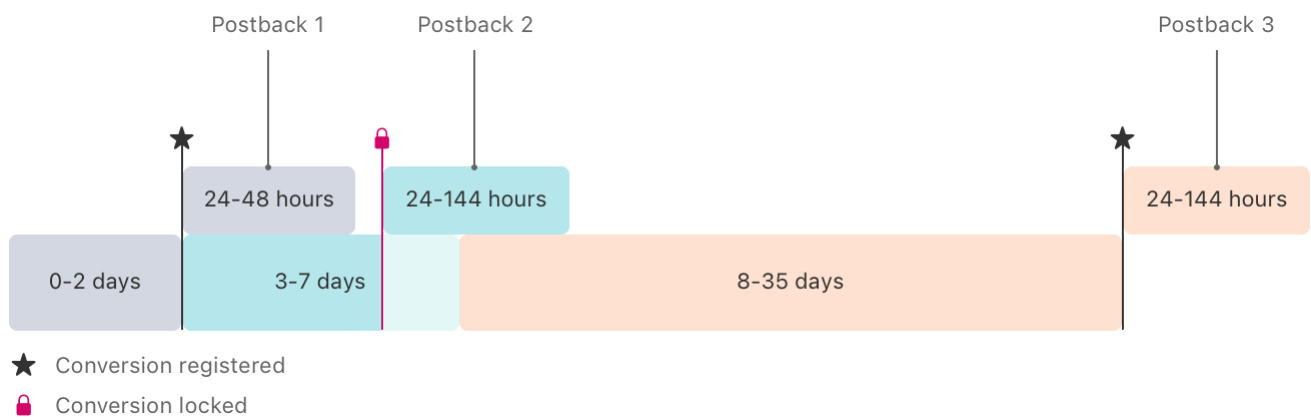 Postback 1
Postback 2
Postback 3
24-48 hours
24-144 hours
24-144 hours
0-2 days
3-7 days
8-35 days
Conversion registered
Conversion locked